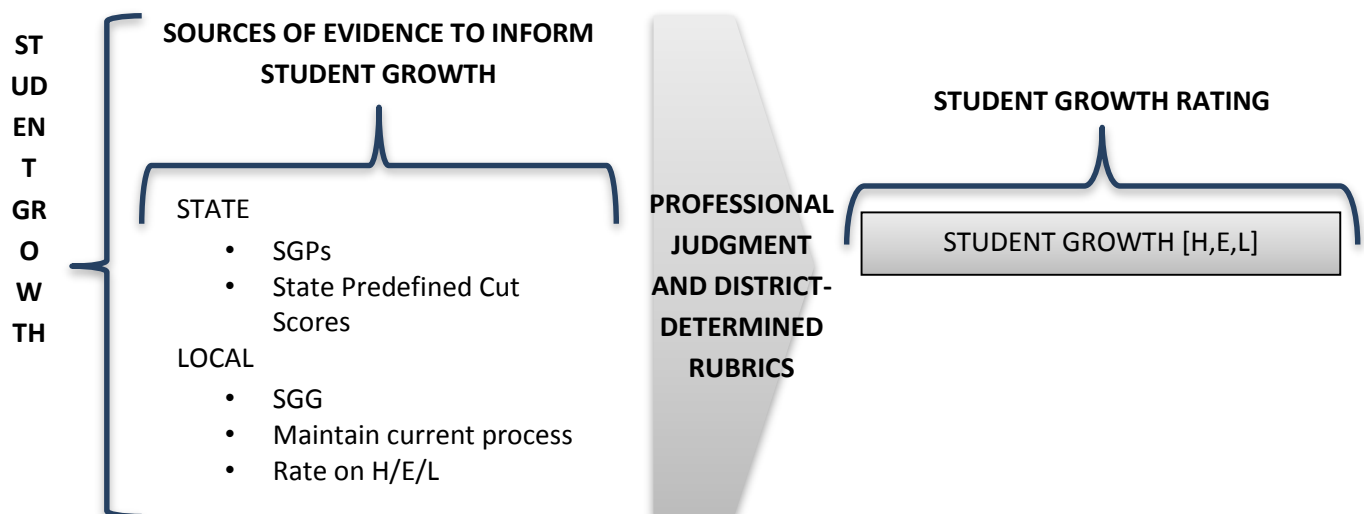 ST
UD
EN
T
GR
O
W
TH
SOURCES OF EVIDENCE TO INFORM
STUDENT GROWTH
STATE
• SGPs
• State Predefined Cut
Scores
LOCAL
• SGG
• Maintain current process
• Rate on H/E/L
PROFESSIONAL
JUDGMENT
AND DISTRICT-
DETERMINED
RUBRICS
STUDENT GROWTH RATING
STUDENT GROWTH [H,E,L]